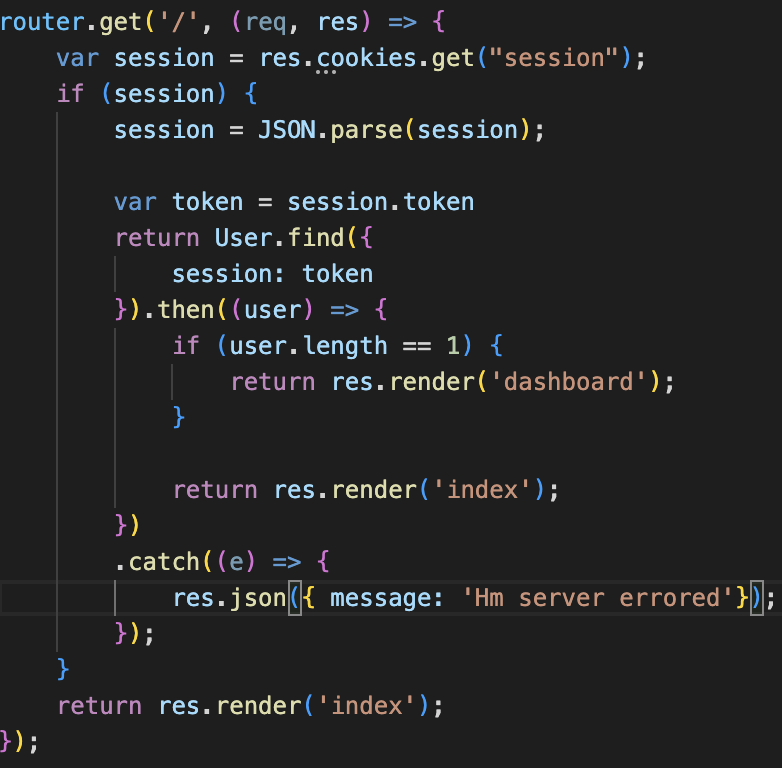 router.get('/', (req, res) => {
    var session = res.cookies.get("session");
    if (session) {
        session = JSON.parse(session);

        var token = session.token
        return User.find({
            session: token
        }).then((user) => {
            if (user.length == 1) {
                return res.render('dashboard');
            }

            return res.render('index');
        })
        .catch((e) => {
            res.json({ message: 'Hm server errored'});
        });
    }
    return res.render('index');
});